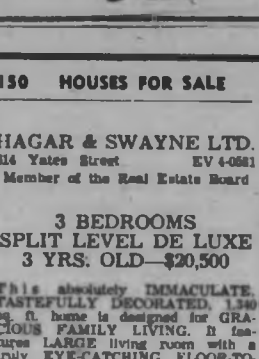 150 HOUSES FOR SALE
HAGAR & SWAYNE LTD.
614 Yates Street EV 4-0581
Member of the Real Estate Board
3 BEDROOMS
SPLIT LEVEL DE LUXE
3 YRS. OLD—$20,500
This absolutely IMMACULATE,
TASTEFULLY DECORATED, 1,340
sq. ft. home is designed for GRA-
CIOUS FAMILY LIVING. It fea-
tures LARGE living room with a
truly EYE-CATCHING FLOOR-TO-